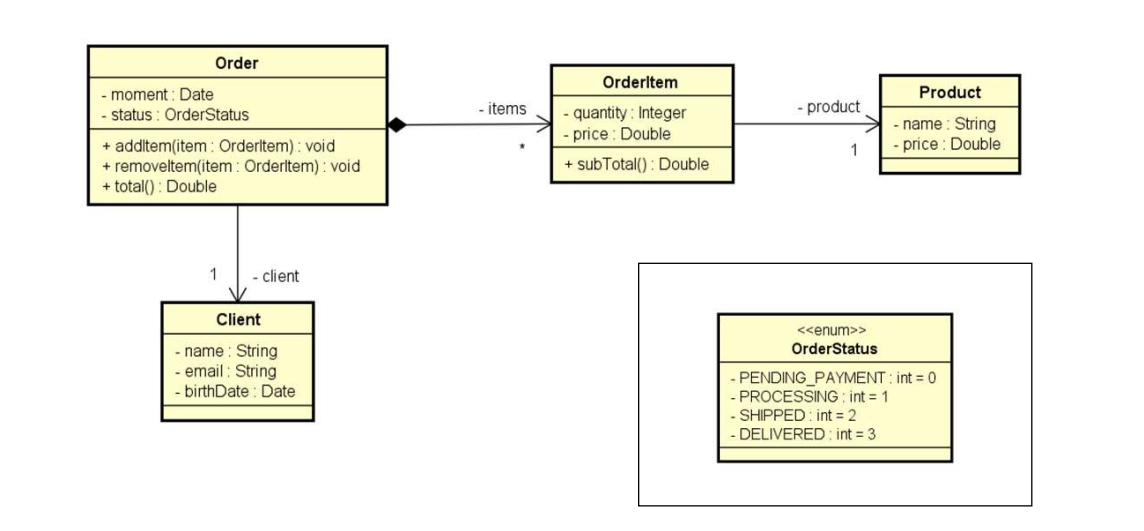 Order
- moment : Date
- status : OrderStatus
+ addItem(item : OrderItem) : void
+ removeItem(item : OrderItem) : void
+ total() : Double
- items
*
OrderItem
- quantity : Integer
- price : Double
+ subTotal() : Double
- product
1
Product
- name : String
- price : Double
1
- client
Client
- name : String
- email : String
- birthDate : Date
<<enum>>
OrderStatus
- PENDING_PAYMENT : int = 0
- PROCESSING : int = 1
- SHIPPED : int = 2
- DELIVERED : int = 3